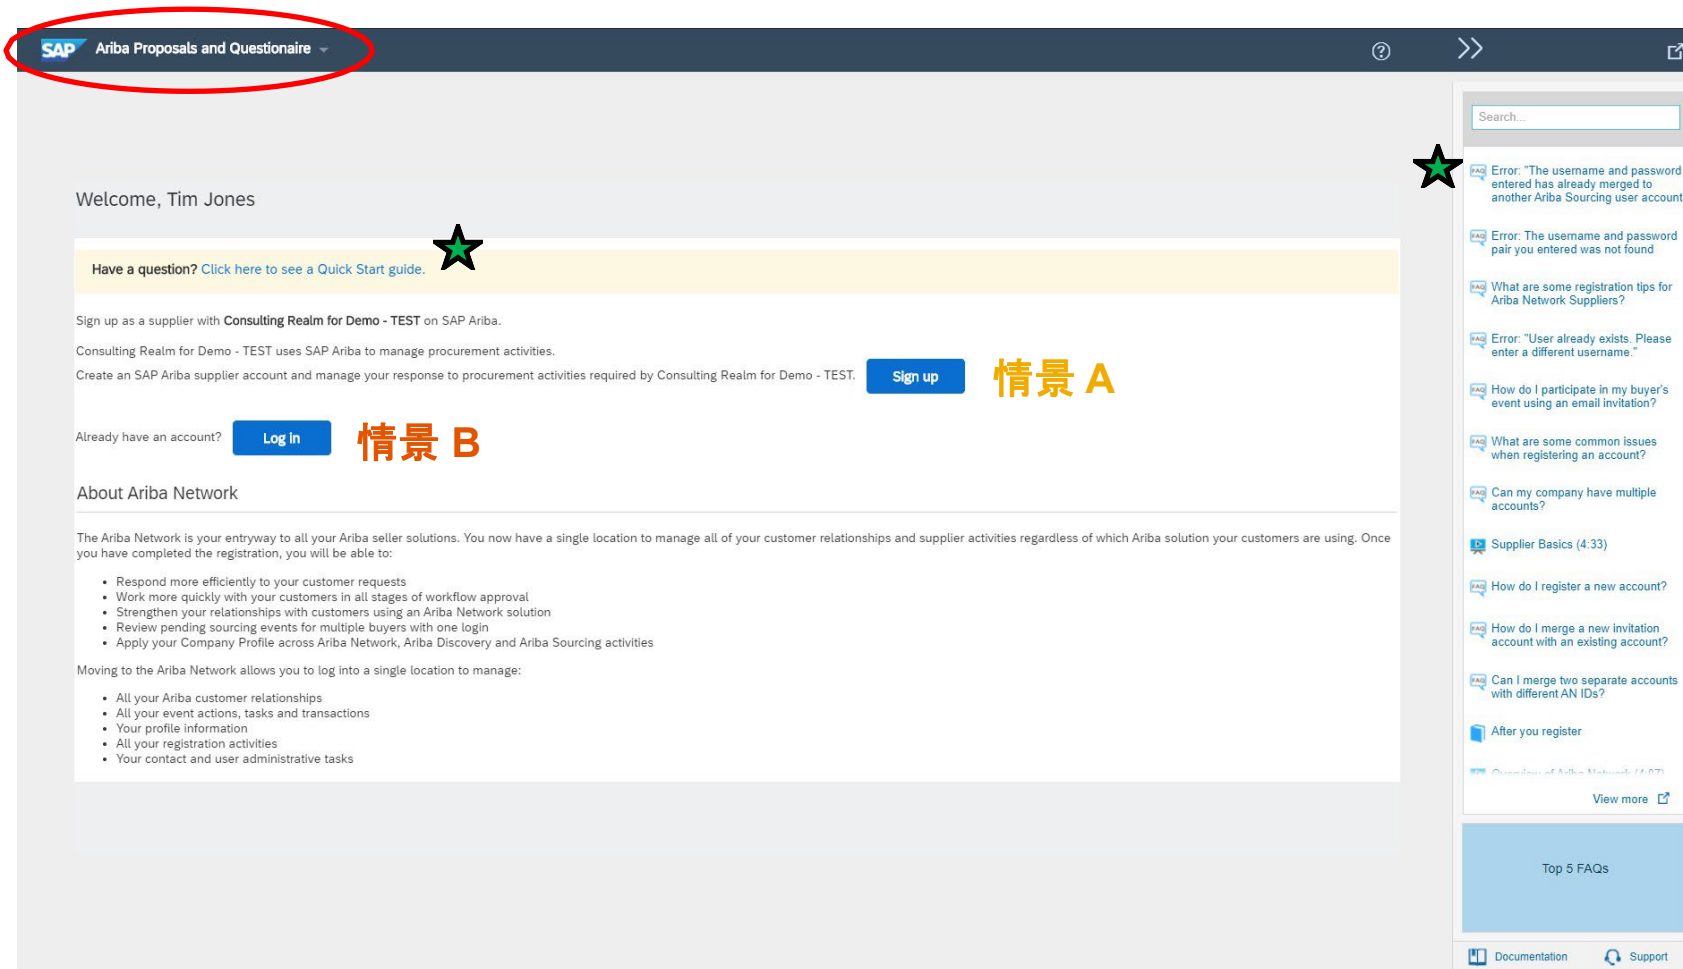 SAP Ariba Proposals and Questionaire
Search...
Error: "The username and password
entered has already merged to
another Ariba Sourcing user account
Welcome, Tim Jones
Error: The username and password
pair you entered was not found
Have a question? Click here to see a Quick Start guide.
What are some registration tips for
Ariba Network Suppliers?
Sign up as a supplier with Consulting Realm for Demo - TEST on SAP Ariba.
Error: "User already exists. Please
enter a different username."
Consulting Realm for Demo - TEST uses SAP Ariba to manage procurement activities.
Create an SAP Ariba supplier account and manage your response to procurement activities required by Consulting Realm for Demo - TEST. Sign up 情景 A
How do I participate in my buyer's
event using an email invitation?
Already have an account? Log in 情景 B
What are some common issues
when registering an account?
About Ariba Network
Can my company have multiple
accounts?
The Ariba Network is your entryway to all your Ariba seller solutions. You now have a single location to manage all of your customer relationships and supplier activities regardless of which Ariba solution your customers are using. Once
you have completed the registration, you will be able to:
Supplier Basics (4:33)
• Respond more efficiently to your customer requests
• Work more quickly with your customers in all stages of workflow approval
• Strengthen your relationships with customers using an Ariba Network solution
• Review pending sourcing events for multiple buyers with one login
• Apply your Company Profile across Ariba Network, Ariba Discovery and Ariba Sourcing activities
How do I register a new account?
How do I merge a new invitation
account with an existing account?
Moving to the Ariba Network allows you to log into a single location to manage:
• All your Ariba customer relationships
• All your event actions, tasks and transactions
• Your profile information
• All your registration activities
• Your contact and user administrative tasks
Can I merge two separate accounts
with different AN IDs?
After you register
Overview of Ariba Network (4:07)
View more
Top 5 FAQs
Documentation Support